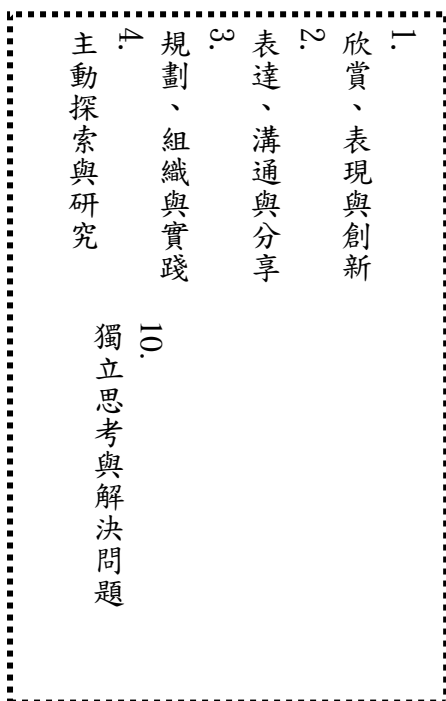 1.
欣賞、表現與創新
2.
表達、溝通與分享
3.
規劃、組織與實踐
4.
主動探索與研究
10.
獨立思考與解決問題